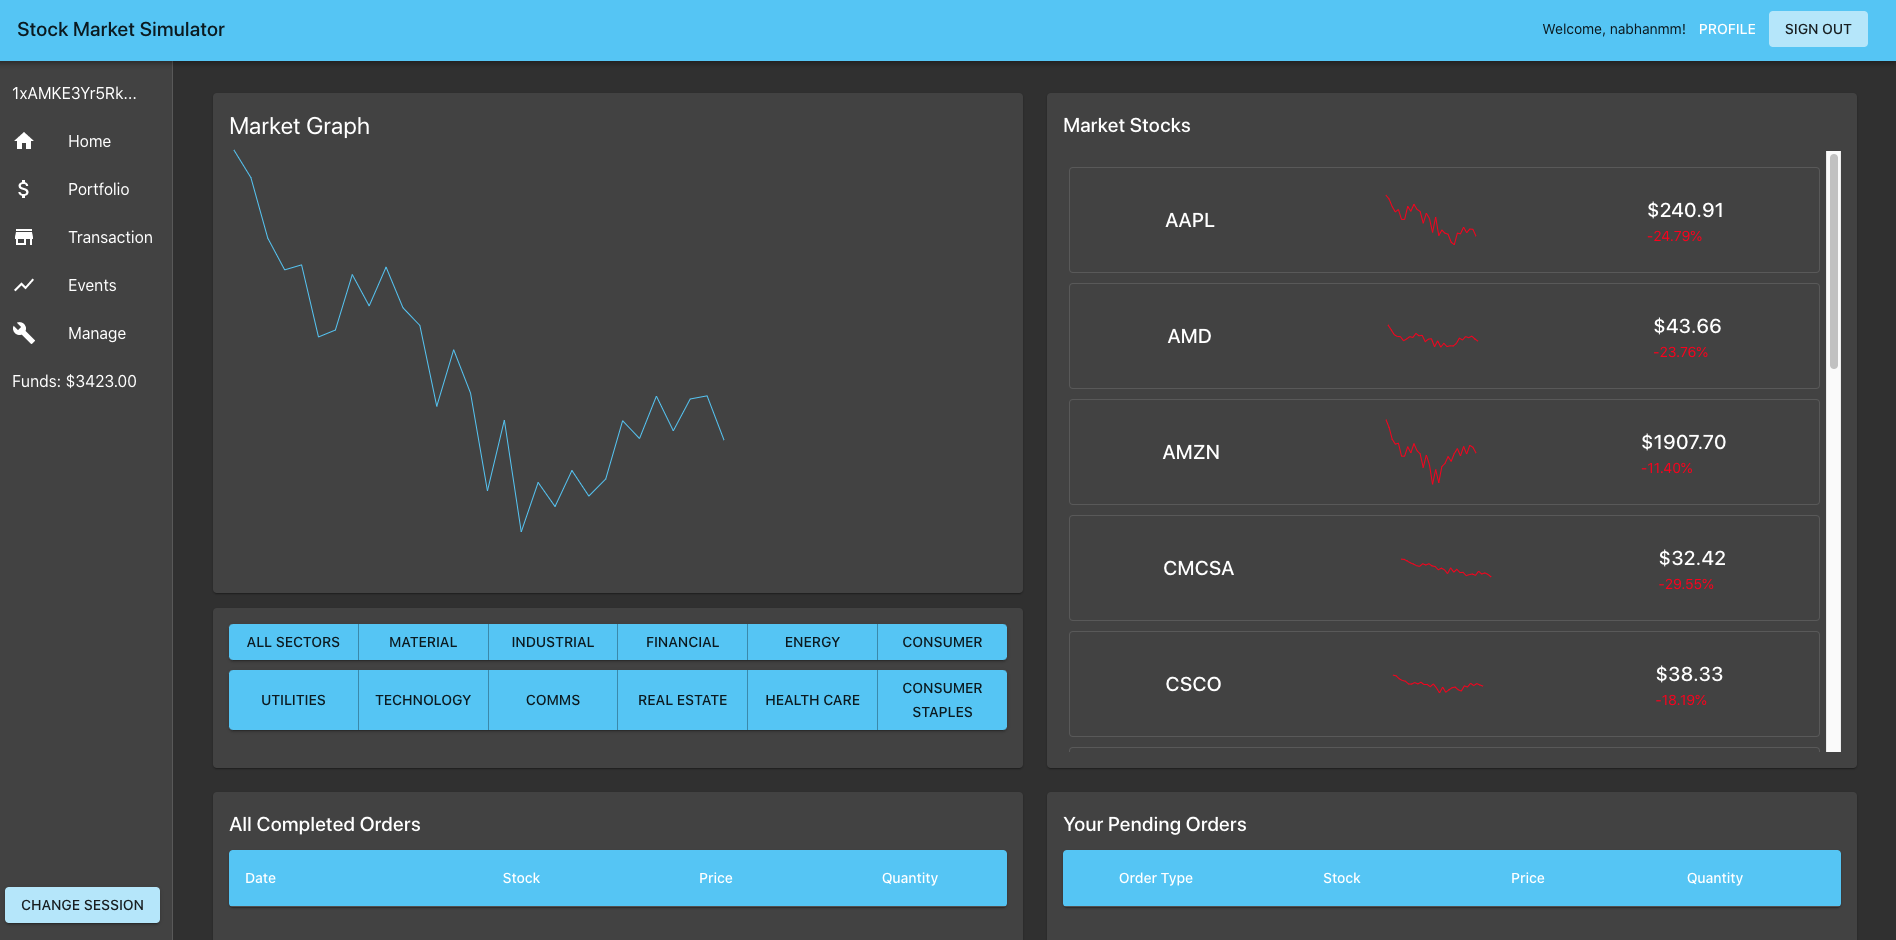 Stock Market Simulator
Welcome, nabhanmm! PROFILE SIGN OUT
1xAMKE3Yr5Rk...
Home
Portfolio
Transaction
Events
Manage
Funds: $3423.00
CHANGE SESSION
Market Graph
ALL SECTORS MATERIAL INDUSTRIAL FINANCIAL ENERGY CONSUMER
UTILITIES TECHNOLOGY COMMS REAL ESTATE HEALTH CARE CONSUMER
STAPLES
Market Stocks
AAPL $240.91
-24.79%
AMD $43.66
-23.76%
AMZN $1907.70
-11.40%
CMCSA $32.42
-29.55%
CSCO $38.33
-18.19%
All Completed Orders
Date Stock Price Quantity
Your Pending Orders
Order Type Stock Price Quantity